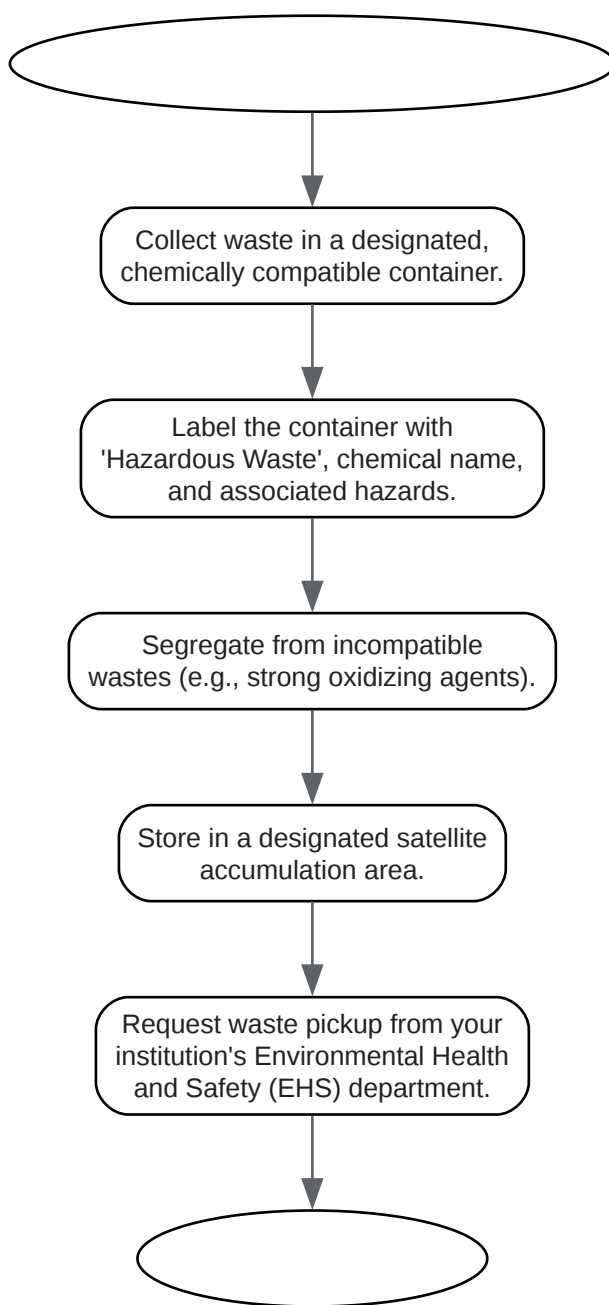 Collect waste in a designated,
chemically compatible container.
Label the container with
'Hazardous Waste', chemical name,
and associated hazards.
Segregate from incompatible
wastes (e.g., strong oxidizing agents).
Store in a designated satellite
accumulation area.
Request waste pickup from your
institution's Environmental Health
and Safety (EHS) department.